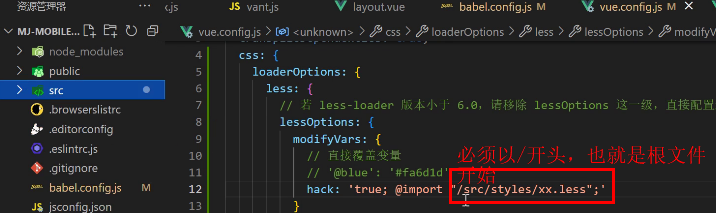 资源管理器
...
x.js
vant.js
layout.vue
babel.config.js M
vue.config.js M
MJ-MOBILE...
vue.config.js > <unknown> > css > loaderOptions > less > lessOptions > modifyV
node_modules
public
src
.browserslistrc
.editorconfig
.eslintrc.js
.gitignore
babel.config.js M
jsconfig.json
4 css: {
5 loaderOptions: {
6 less: {
7 // 若 less-loader 版本小于 6.0,请移除 lessOptions 这一级,直接配置
8 lessOptions: {
9 modifyVars: {
10 // 直接覆盖变量
11 // '@blue': '#fa6d1d'
12 hack: 'true; @import "/src/styles/xx.less";'
13 }
必须以/开头,也就是根文件
开始